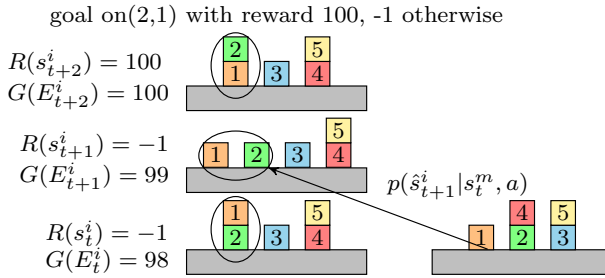 goal on(2,1) with reward 100, -1 otherwise
R(s^i_{t+2}) = 100
G(E^i_{t+2}) = 100
2 5
1 3 4
R(s^i_{t+1}) = −1
G(E^i_{t+1}) = 99
5
1 2 3 4
p(ŝ^i_{t+1}|s^m_t, a)
R(s^i_t) = −1
G(E^i_t) = 98
1 5
2 3 4
4 5
1 2 3